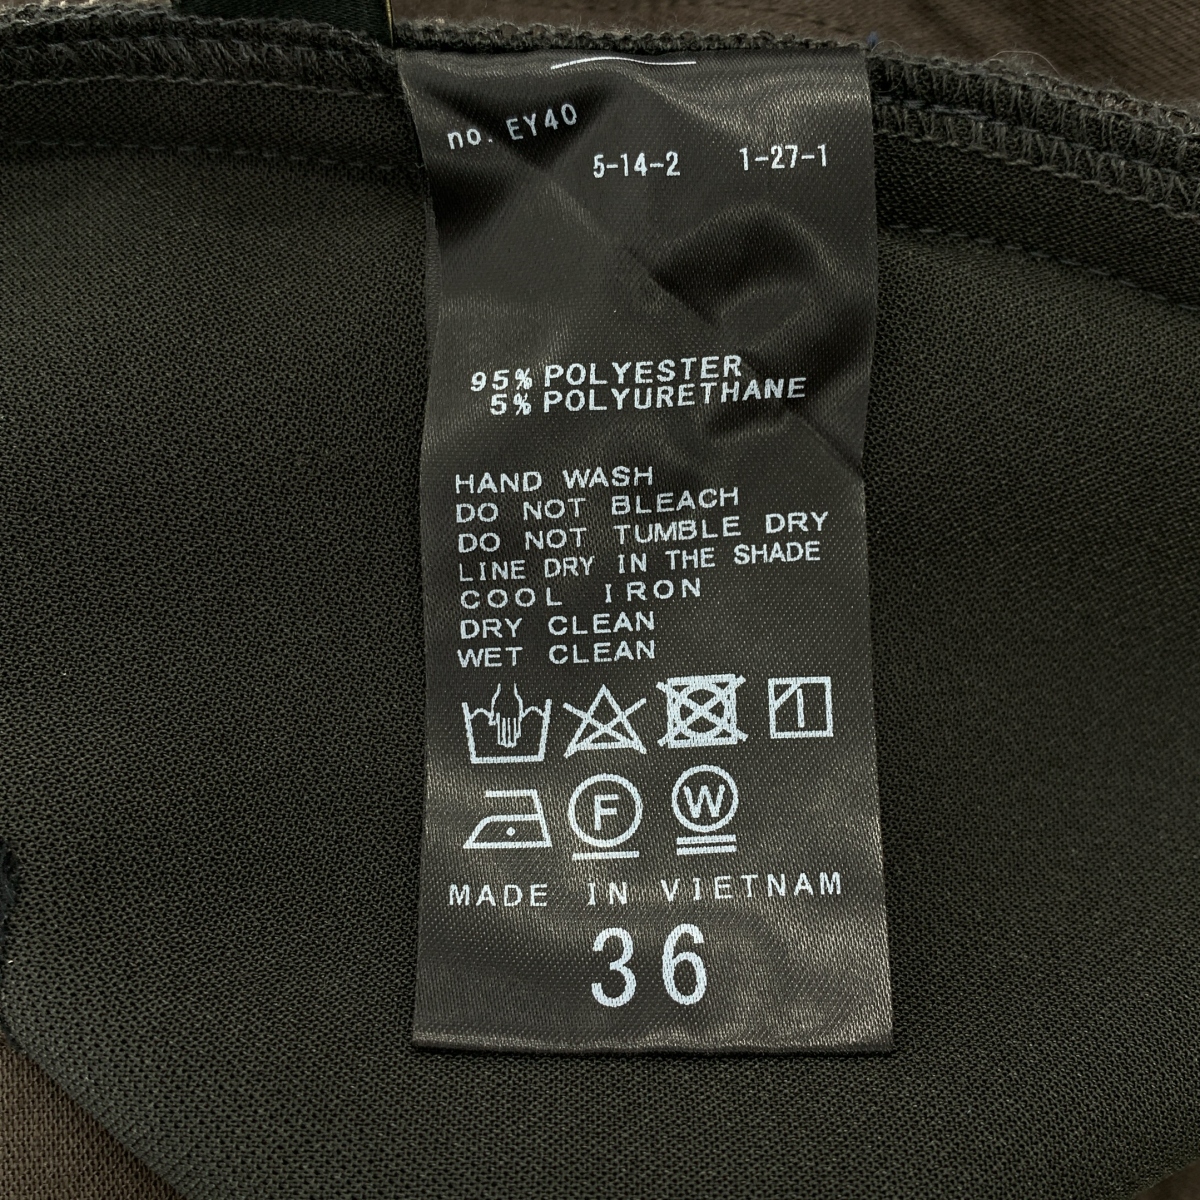 no. EY40
5-14-2 1-27-1
95% POLYESTER
5% POLYURETHANE
HAND WASH
DO NOT BLEACH
DO NOT TUMBLE DRY
LINE DRY IN THE SHADE
COOL IRON
DRY CLEAN
WET CLEAN
F W
MADE IN VIETNAM
36